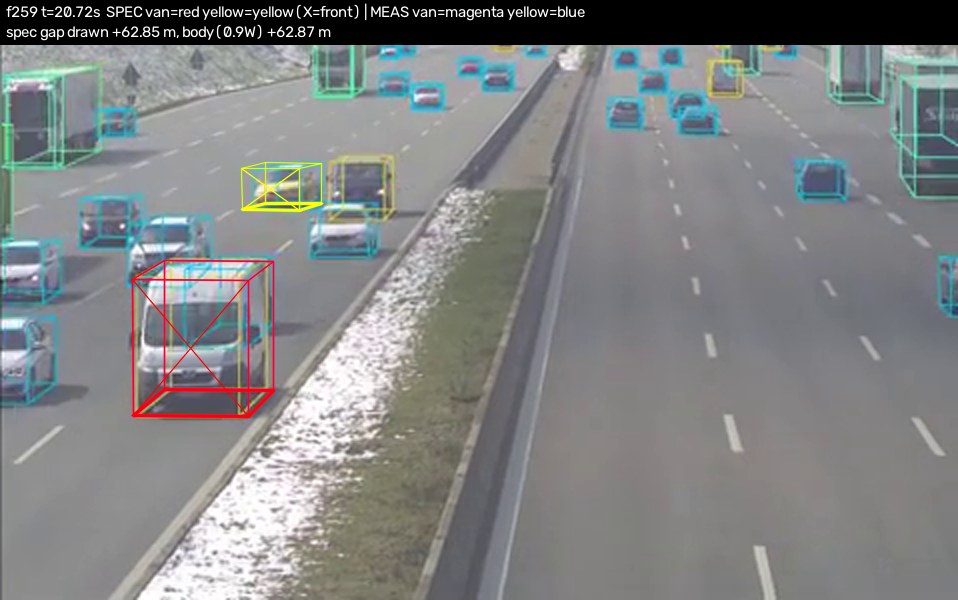 f259 t=20.72s SPEC van=red yellow=yellow(X=front) | MEAS van=magenta yellow=blue
spec gap drawn +62.85 m, body(0.9W) +62.87 m